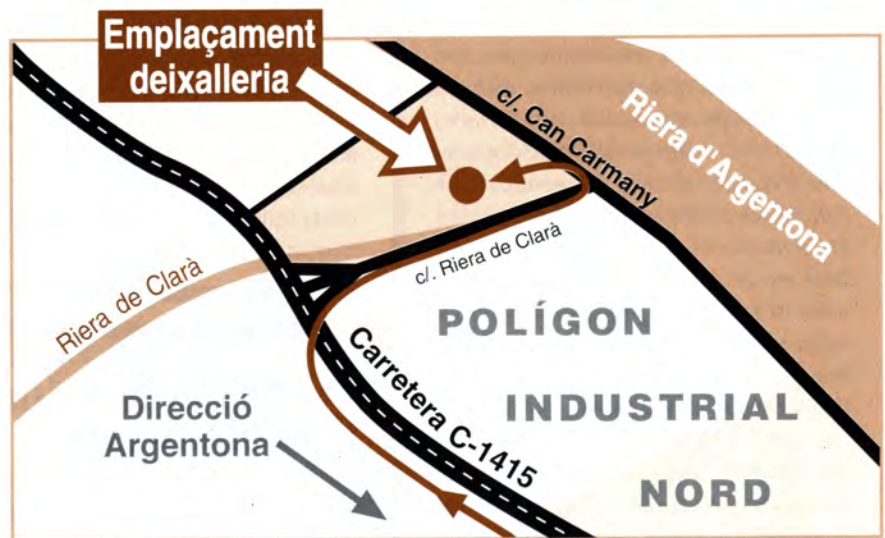 Emplaçament
deixalleria
c/. Can Carmany
Riera d'Argentona
Riera de Clarà
c/. Riera de Clarà
POLÍGON
INDUSTRIAL
NORD
Carretera C-1415
Direcció
Argentona